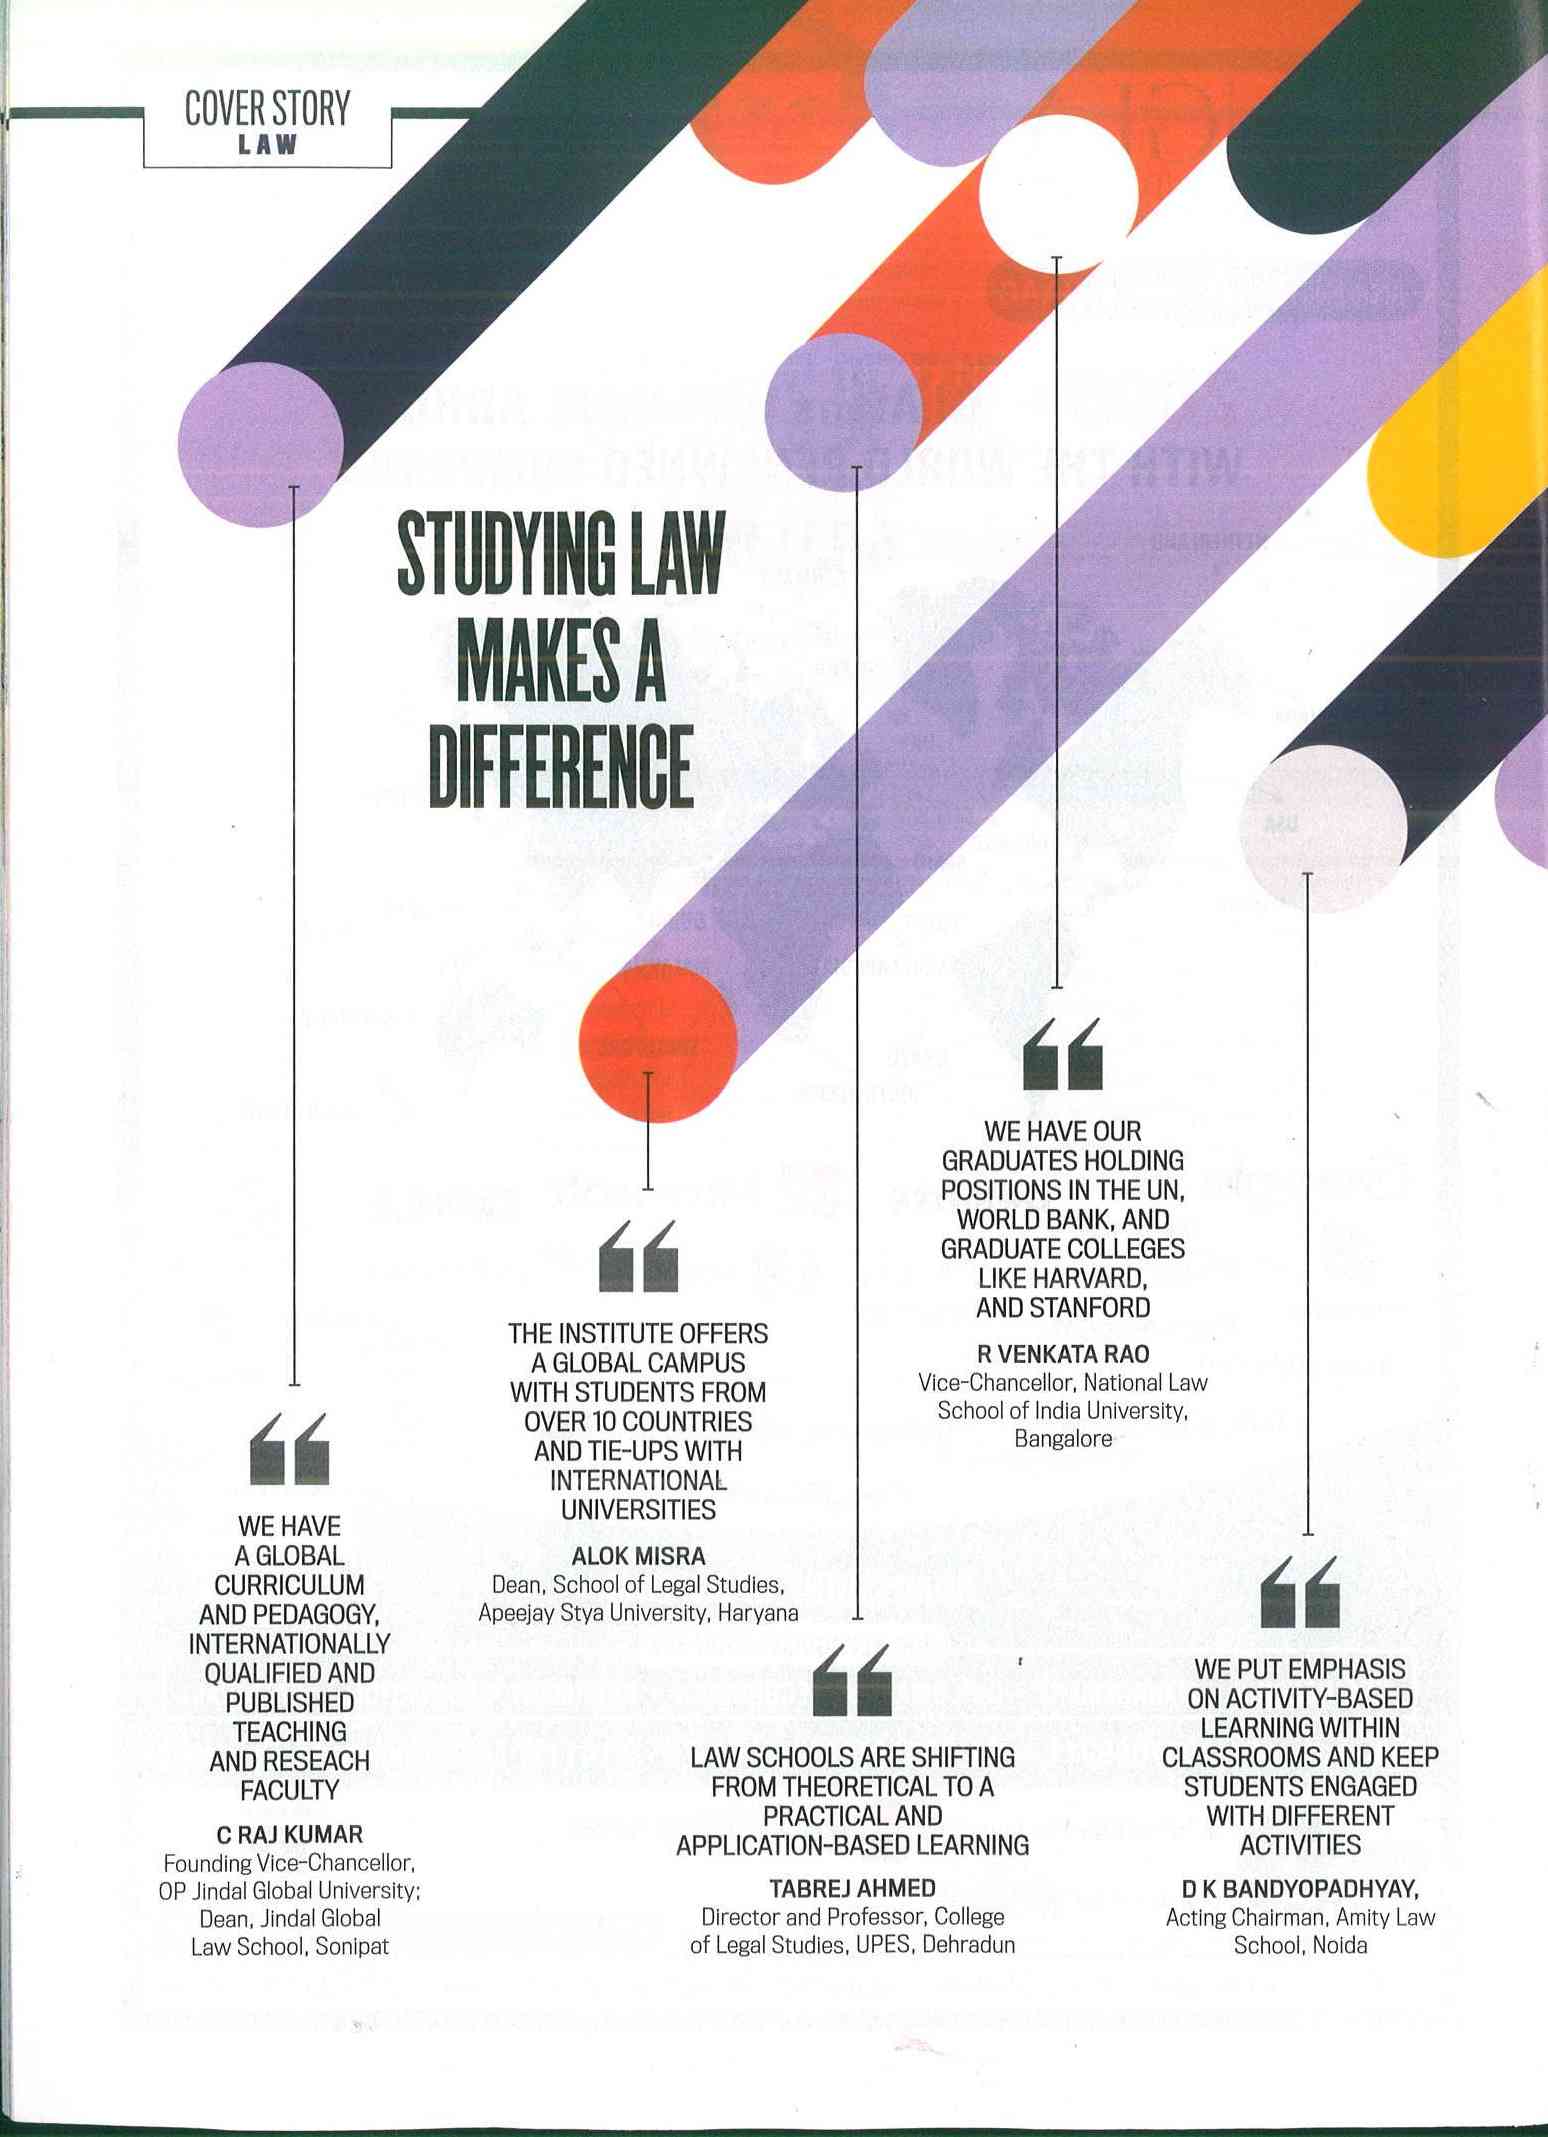 COVER STORY
LAW
STUDYING LAW
MAKES A
DIFFERENCE
WE HAVE
A GLOBAL
CURRICULUM
AND PEDAGOGY,
INTERNATIONALLY
QUALIFIED AND
PUBLISHED
TEACHING
AND RESEACH
FACULTY
C RAJ KUMAR
Founding Vice-Chancellor,
OP Jindal Global University;
Dean, Jindal Global
Law School, Sonipat
THE INSTITUTE OFFERS
A GLOBAL CAMPUS
WITH STUDENTS FROM
OVER 10 COUNTRIES
AND TIE-UPS WITH
INTERNATIONAL
UNIVERSITIES
ALOK MISRA
Dean, School of Legal Studies,
Apeejay Stya University, Haryana
LAW SCHOOLS ARE SHIFTING
FROM THEORETICAL TO A
PRACTICAL AND
APPLICATION-BASED LEARNING
TABREJ AHMED
Director and Professor, College
of Legal Studies, UPES, Dehradun
WE HAVE OUR
GRADUATES HOLDING
POSITIONS IN THE UN,
WORLD BANK, AND
GRADUATE COLLEGES
LIKE HARVARD,
AND STANFORD
R VENKATA RAO
Vice-Chancellor, National Law
School of India University,
Bangalore
WE PUT EMPHASIS
ON ACTIVITY-BASED
LEARNING WITHIN
CLASSROOMS AND KEEP
STUDENTS ENGAGED
WITH DIFFERENT
ACTIVITIES
D K BANDYOPADHYAY,
Acting Chairman, Amity Law
School, Noida